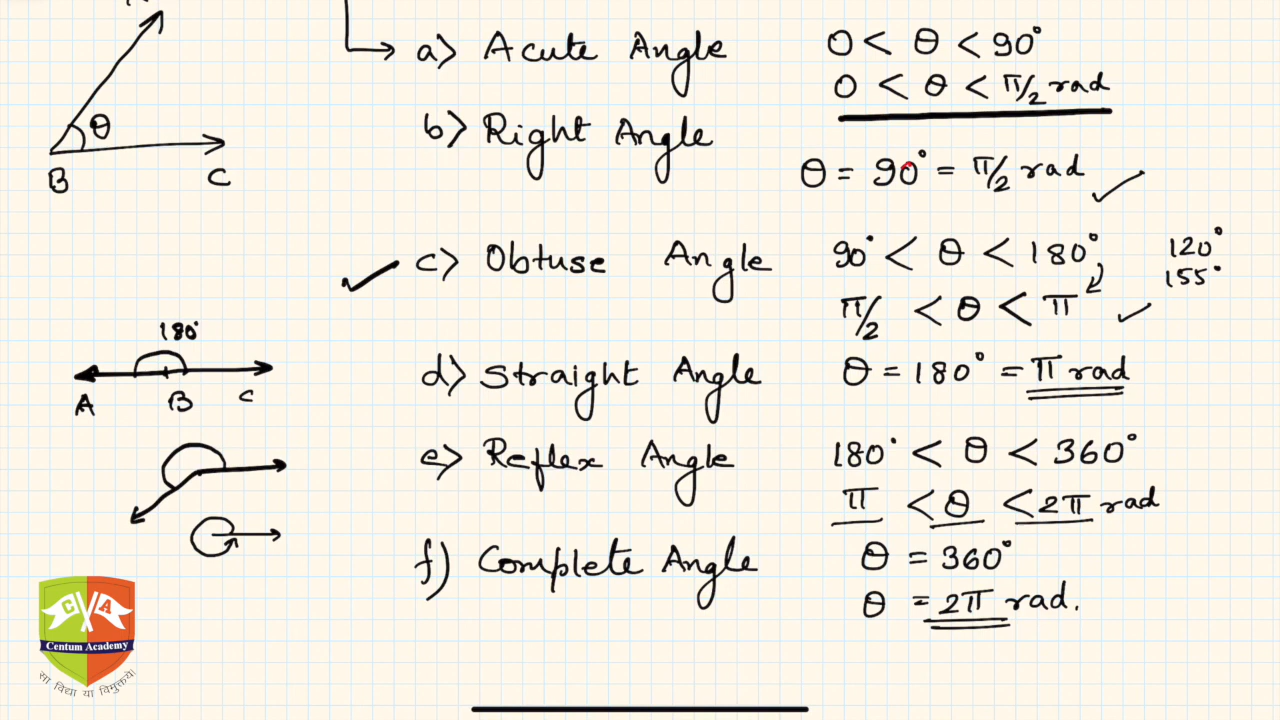 a) Acute Angle 0 < θ < 90°
0 < θ < π/2 rad
b) Right Angle
θ = 90° = π/2 rad
θ
B C
c) Obtuse Angle 90° < θ < 180° 120°
155°
π/2 < θ < π
180°
A B C
d) Straight Angle θ = 180° = π rad
e) Reflex Angle 180° < θ < 360°
π < θ < 2π rad
f) Complete Angle θ = 360°
θ = 2π rad.
C A
Centum Academy
सा विद्या या विमुक्तये।